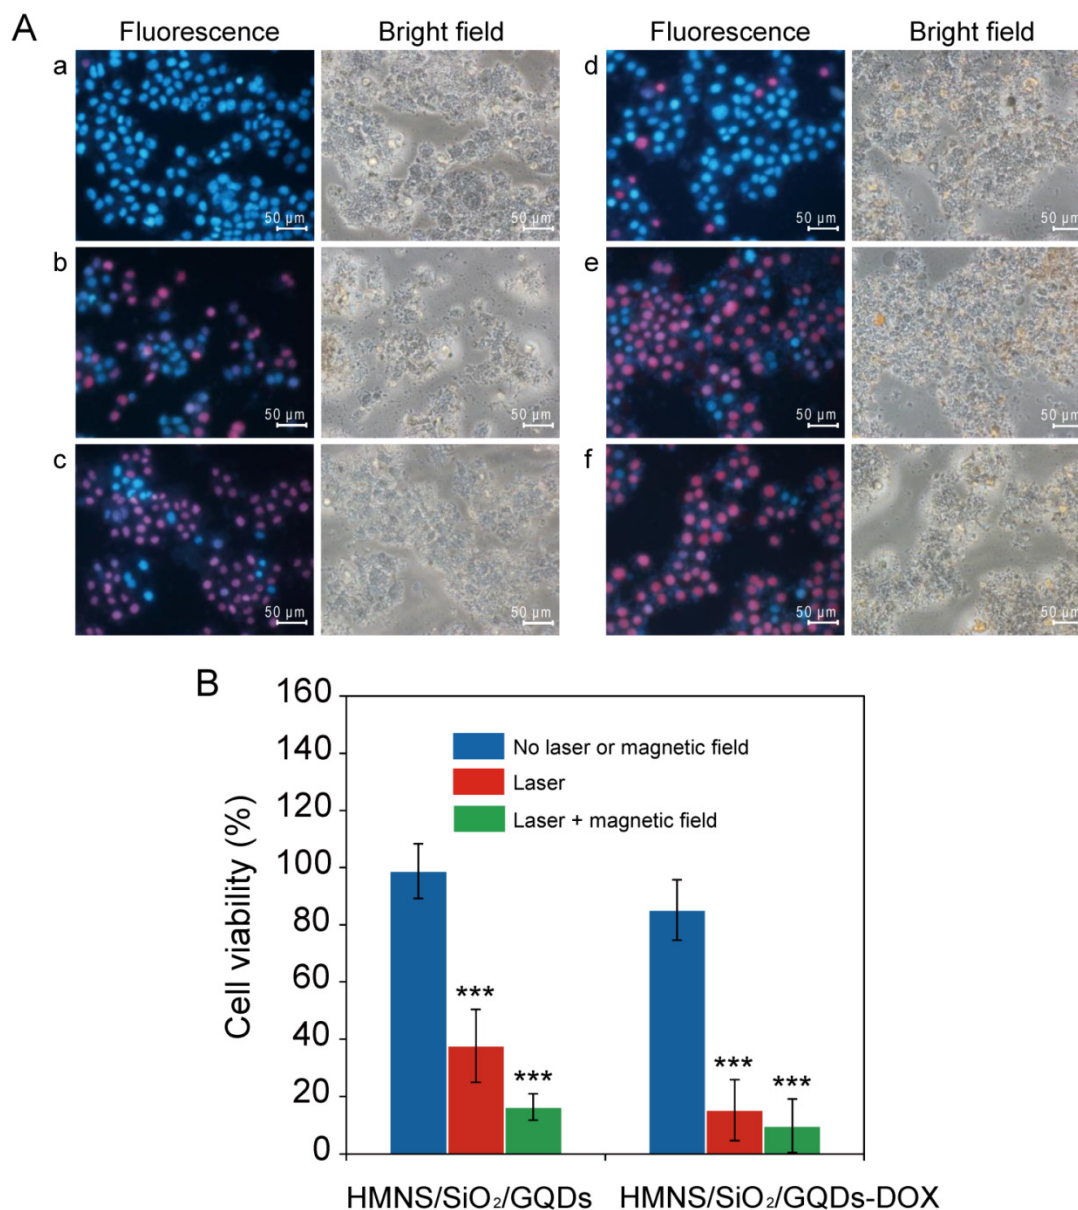 A
Fluorescence Bright field Fluorescence Bright field
a 50 µm 50 µm d 50 µm 50 µm
b 50 µm 50 µm e 50 µm 50 µm
c 50 µm 50 µm f 50 µm 50 µm
B
160
140
120
100
80
60
40
20
0
Cell viability (%)
No laser or magnetic field
Laser
Laser + magnetic field
***
***
***
***
HMNS/SiO₂/GQDs HMNS/SiO₂/GQDs-DOX